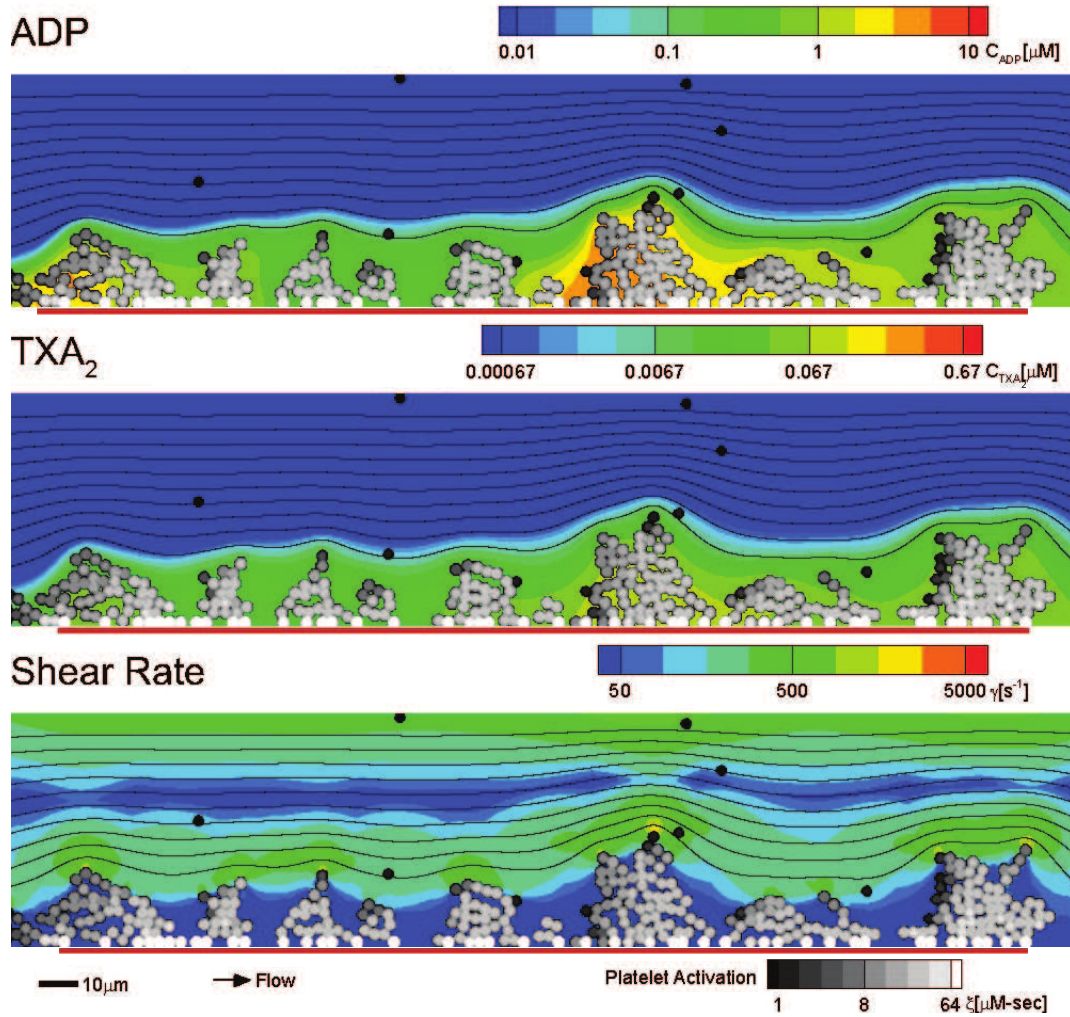 ADP
0.01 0.1 1 10 C_ADP[μM]
TXA₂
0.00067 0.0067 0.067 0.67 C_TXA₂[μM]
Shear Rate
50 500 5000 γ[s⁻¹]
10μm Flow Platelet Activation
1 8 64 ξ[μM-sec]